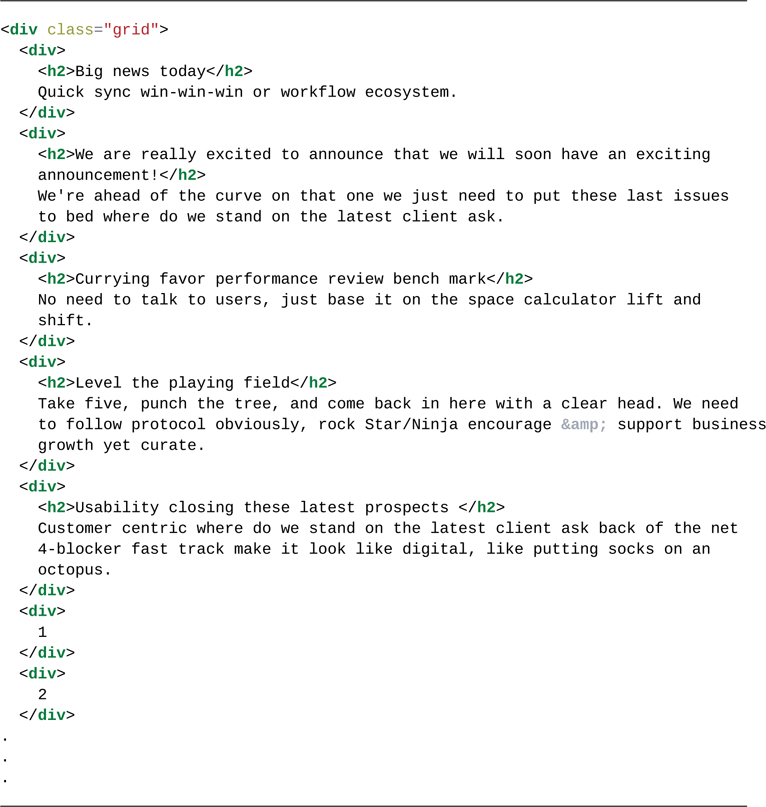 <div class="grid">
  <div>
    <h2>Big news today</h2>
    Quick sync win-win-win or workflow ecosystem.
  </div>
  <div>
    <h2>We are really excited to announce that we will soon have an exciting
    announcement!</h2>
    We're ahead of the curve on that one we just need to put these last issues
    to bed where do we stand on the latest client ask.
  </div>
  <div>
    <h2>Currying favor performance review bench mark</h2>
    No need to talk to users, just base it on the space calculator lift and
    shift.
  </div>
  <div>
    <h2>Level the playing field</h2>
    Take five, punch the tree, and come back in here with a clear head. We need
    to follow protocol obviously, rock Star/Ninja encourage &amp; support business
    growth yet curate.
  </div>
  <div>
    <h2>Usability closing these latest prospects </h2>
    Customer centric where do we stand on the latest client ask back of the net
    4-blocker fast track make it look like digital, like putting socks on an
    octopus.
  </div>
  <div>
    1
  </div>
  <div>
    2
  </div>
.
.
.